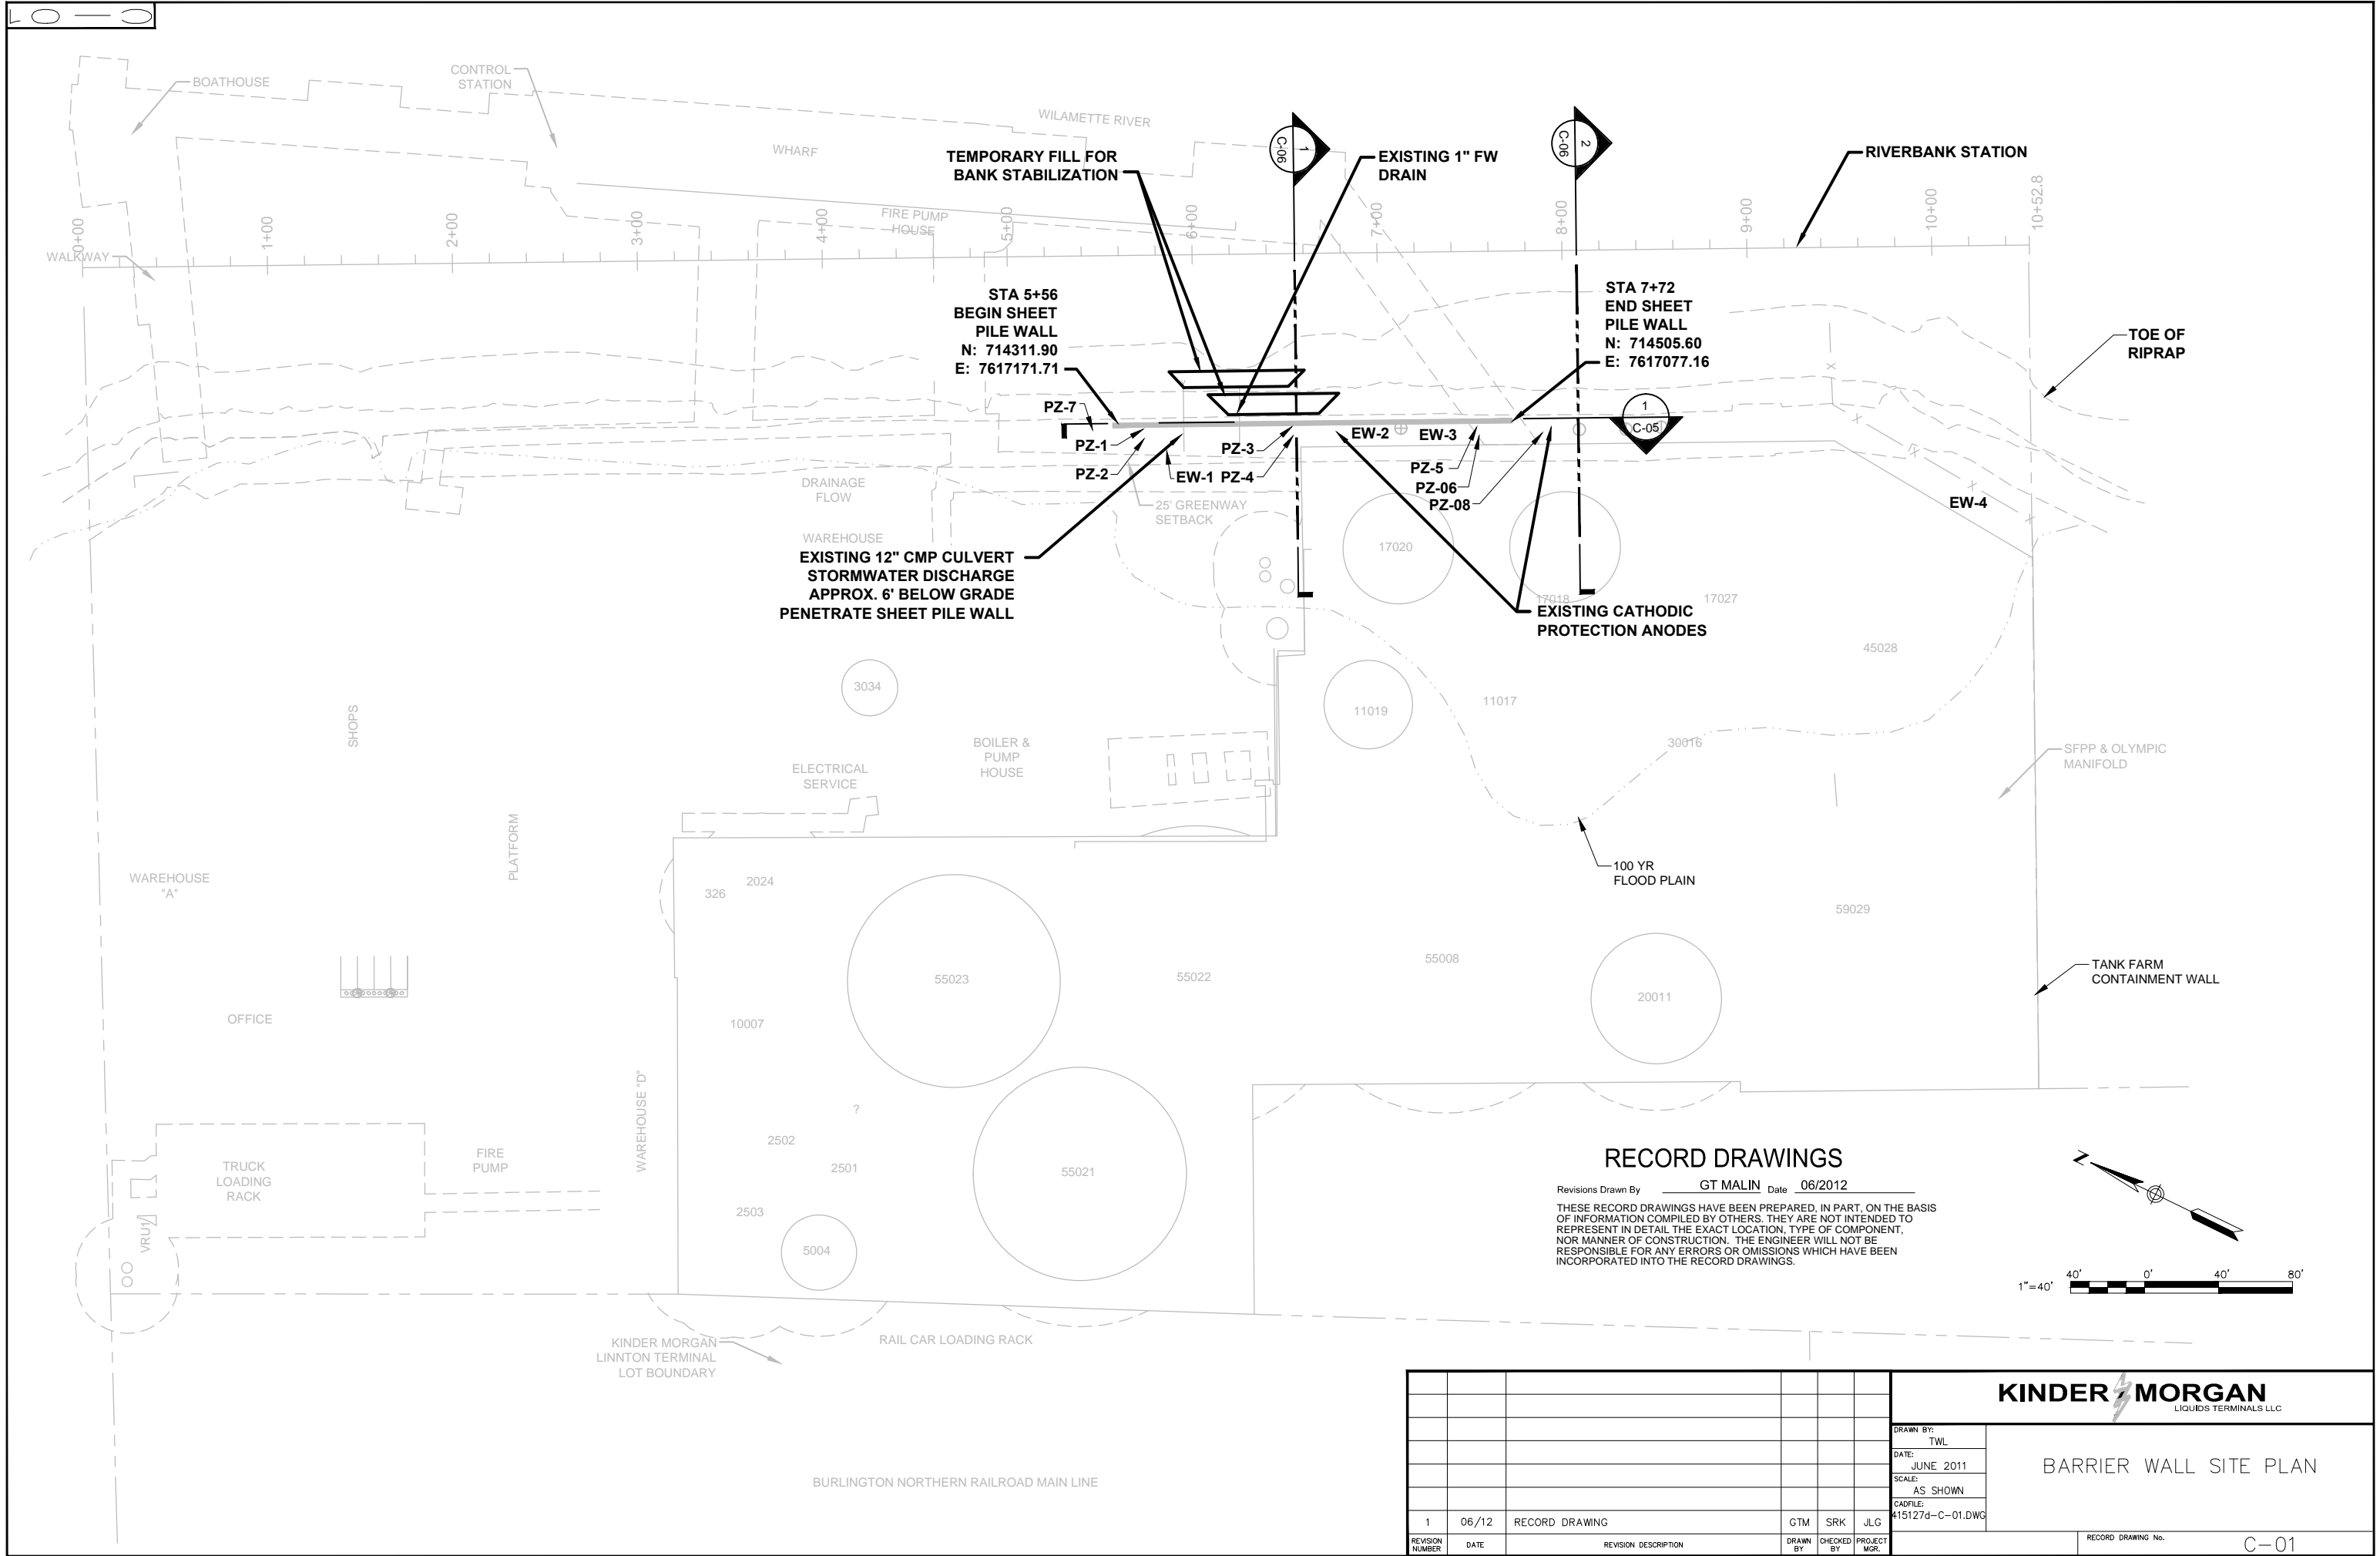 C-01
BOATHOUSE
CONTROL
STATION
WILAMETTE RIVER
WHARF
TEMPORARY FILL FOR
BANK STABILIZATION
1
C-06
EXISTING 1" FW
DRAIN
2
C-06
RIVERBANK STATION
WALKWAY
0+00
1+00
2+00
3+00
4+00
FIRE PUMP
HOUSE
5+00
6+00
7+00
8+00
9+00
10+00
10+52.8
STA 5+56
BEGIN SHEET
PILE WALL
N: 714311.90
E: 7617171.71
STA 7+72
END SHEET
PILE WALL
N: 714505.60
E: 7617077.16
TOE OF
RIPRAP
PZ-7
PZ-1
PZ-2
EW-1
PZ-3
PZ-4
EW-2
EW-3
PZ-5
PZ-06
PZ-08
1
C-05
EW-4
DRAINAGE
FLOW
25' GREENWAY
SETBACK
WAREHOUSE
EXISTING 12" CMP CULVERT
STORMWATER DISCHARGE
APPROX. 6' BELOW GRADE
PENETRATE SHEET PILE WALL
17020
17018
17027
EXISTING CATHODIC
PROTECTION ANODES
45028
3034
11019
11017
30016
SHOPS
BOILER &
PUMP
HOUSE
ELECTRICAL
SERVICE
SFPP & OLYMPIC
MANIFOLD
PLATFORM
WAREHOUSE
"A"
326
2024
100 YR
FLOOD PLAIN
59029
55023
55022
55008
20011
TANK FARM
CONTAINMENT WALL
OFFICE
10007
WAREHOUSE "D"
?
2502
2501
2503
5004
55021
TRUCK
LOADING
RACK
FIRE
PUMP
VRU1
RECORD DRAWINGS
Revisions Drawn By GT MALIN Date 06/2012
THESE RECORD DRAWINGS HAVE BEEN PREPARED, IN PART, ON THE BASIS
OF INFORMATION COMPILED BY OTHERS. THEY ARE NOT INTENDED TO
REPRESENT IN DETAIL THE EXACT LOCATION, TYPE OF COMPONENT,
NOR MANNER OF CONSTRUCTION. THE ENGINEER WILL NOT BE
RESPONSIBLE FOR ANY ERRORS OR OMISSIONS WHICH HAVE BEEN
INCORPORATED INTO THE RECORD DRAWINGS.
Z
1"=40'
40' 0' 40' 80'
KINDER MORGAN
LINNTON TERMINAL
LOT BOUNDARY
RAIL CAR LOADING RACK
BURLINGTON NORTHERN RAILROAD MAIN LINE
1 06/12 RECORD DRAWING GTM SRK JLG
REVISION NUMBER DATE REVISION DESCRIPTION DRAWN BY CHECKED BY PROJECT MGR.
KINDER MORGAN
LIQUIDS TERMINALS LLC
DRAWN BY:
TWL
DATE:
JUNE 2011
SCALE:
AS SHOWN
CADFILE:
415127d-C-01.DWG
BARRIER WALL SITE PLAN
RECORD DRAWING No. C-01